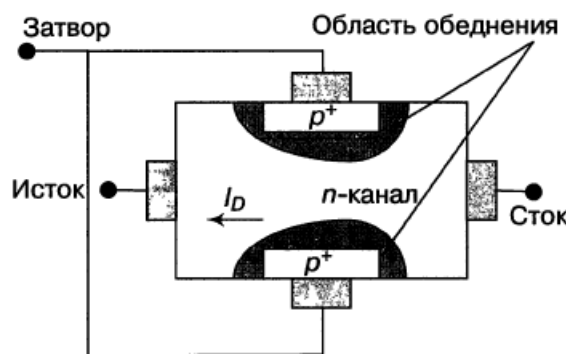 Затвор
Область обеднения
p+
Исток
I_D
n-канал
Сток
p+